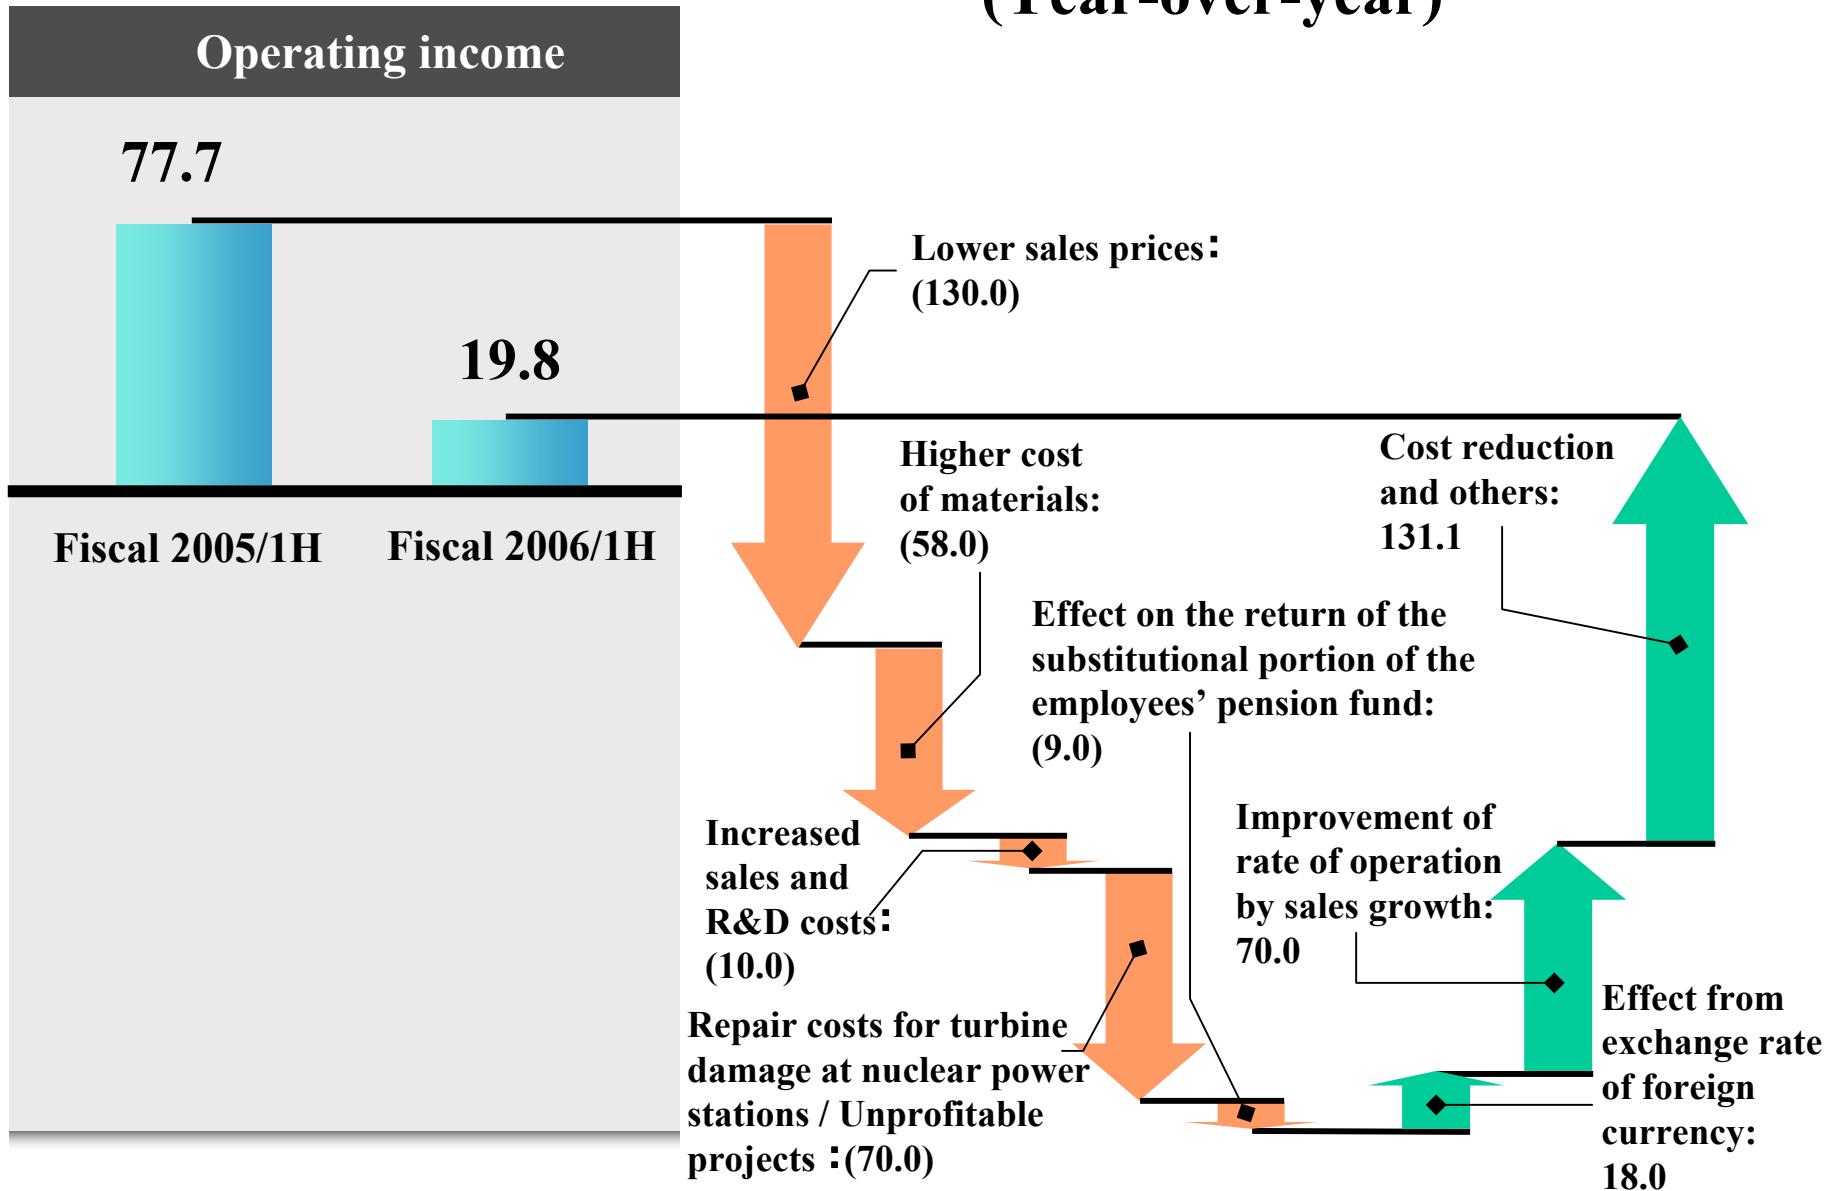 (Year-over-year)
Operating income
77.7
19.8
Fiscal 2005/1H
Fiscal 2006/1H
Lower sales prices:
(130.0)
Higher cost
of materials:
(58.0)
Increased
sales and
R&D costs:
(10.0)
Repair costs for turbine
damage at nuclear power
stations / Unprofitable
projects :(70.0)
Effect on the return of the
substitutional portion of the
employees’ pension fund:
(9.0)
Effect from
exchange rate
of foreign
currency:
18.0
Improvement of
rate of operation
by sales growth:
70.0
Cost reduction
and others:
131.1